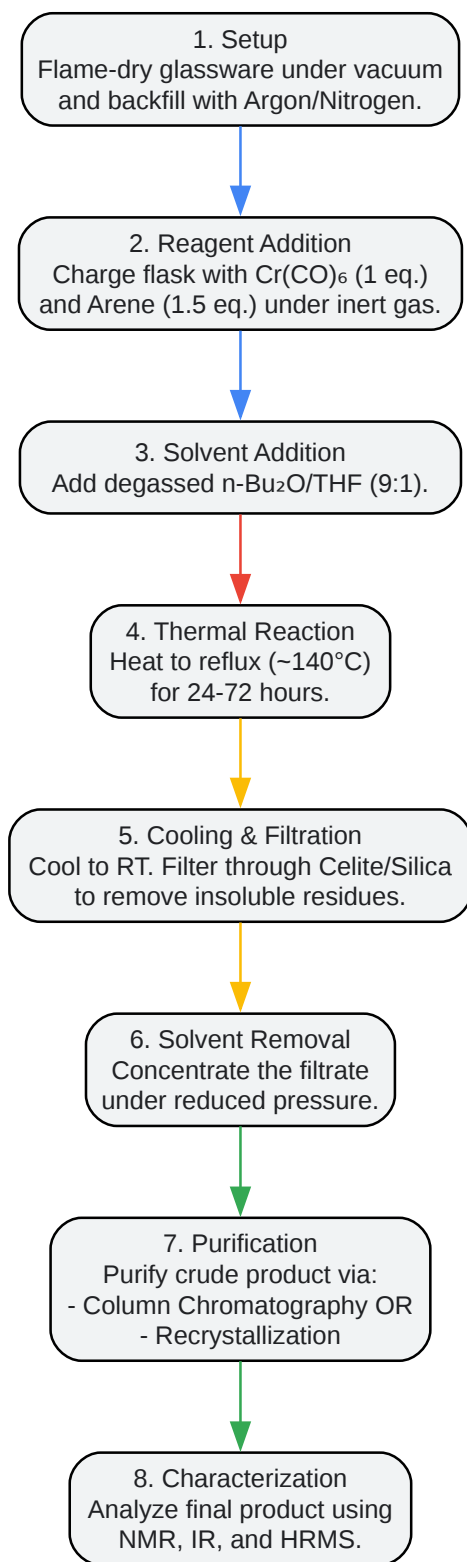 1. Setup
Flame-dry glassware under vacuum
and backfill with Argon/Nitrogen.
2. Reagent Addition
Charge flask with Cr(CO)₆ (1 eq.)
and Arene (1.5 eq.) under inert gas.
3. Solvent Addition
Add degassed n-Bu₂O/THF (9:1).
4. Thermal Reaction
Heat to reflux (~140°C)
for 24-72 hours.
5. Cooling & Filtration
Cool to RT. Filter through Celite/Silica
to remove insoluble residues.
6. Solvent Removal
Concentrate the filtrate
under reduced pressure.
7. Purification
Purify crude product via:
- Column Chromatography OR
- Recrystallization
8. Characterization
Analyze final product using
NMR, IR, and HRMS.